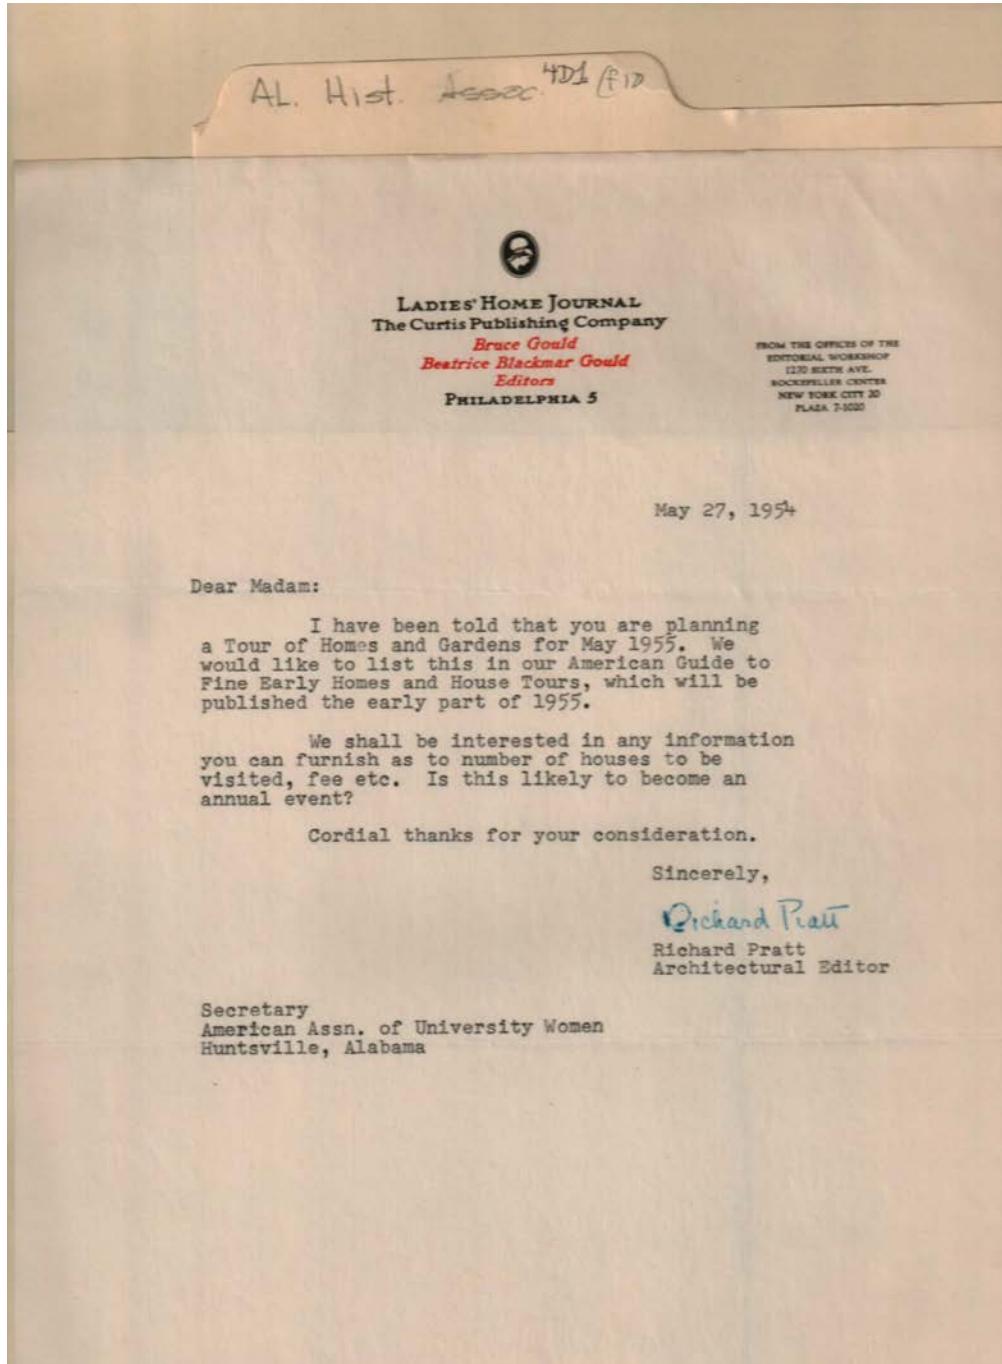 AL. Hist. Assoc. 4D1 (f1D
LADIES' HOME JOURNAL
The Curtis Publishing Company
Bruce Gould
Beatrice Blackmar Gould
Editors
PHILADELPHIA 5
FROM THE OFFICES OF THE
EDITORIAL WORKSHOP
1270 SIXTH AVE.
ROCKEFELLER CENTER
NEW YORK CITY 20
PLAZA 7-1020
May 27, 1954
Dear Madam:
I have been told that you are planning
a Tour of Homes and Gardens for May 1955. We
would like to list this in our American Guide to
Fine Early Homes and House Tours, which will be
published the early part of 1955.
We shall be interested in any information
you can furnish as to number of houses to be
visited, fee etc. Is this likely to become an
annual event?
Cordial thanks for your consideration.
Sincerely,
Richard Pratt
Richard Pratt
Architectural Editor
Secretary
American Assn. of University Women
Huntsville, Alabama